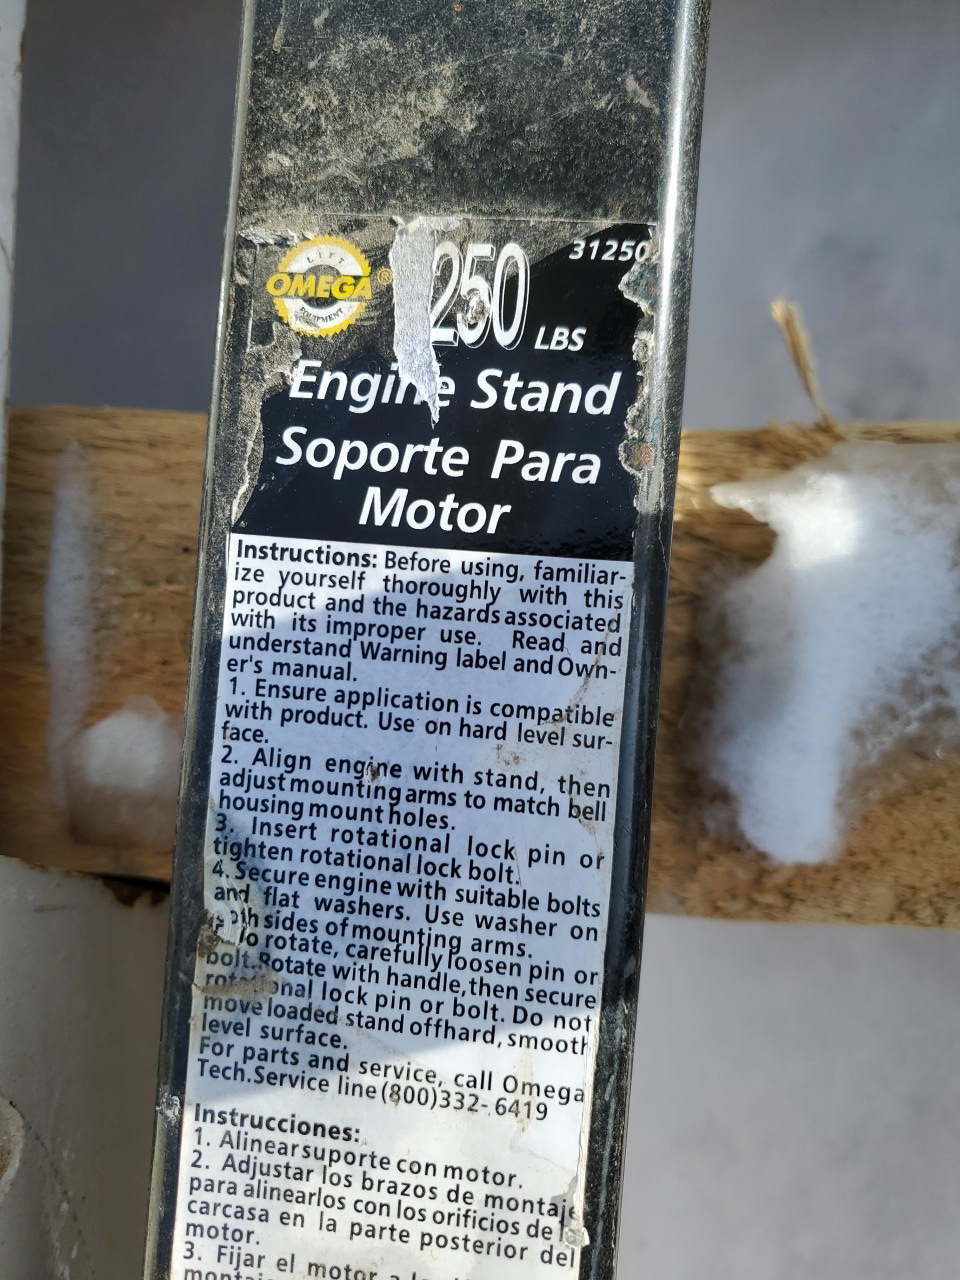 LIFT
OMEGA®
EQUIPMENT
250
LBS
31250
Engine Stand
Soporte Para
Motor
Instructions: Before using, familiar-
ize yourself thoroughly with this
product and the hazards associated
with its improper use. Read and
understand Warning label and Own-
er's manual.
1. Ensure application is compatible
with product. Use on hard level sur-
face.
2. Align engine with stand, then
adjust mounting arms to match bell
housing mount holes.
3. Insert rotational lock pin or
tighten rotational lock bolt.
4. Secure engine with suitable bolts
and flat washers. Use washer on
both sides of mounting arms.
To rotate, carefully loosen pin or
bolt. Rotate with handle, then secure
rotational lock pin or bolt. Do not
move loaded stand off hard, smooth
level surface.
For parts and service, call Omega
Tech. Service line (800)332-6419
Instrucciones:
1. Alinear suporte con motor.
2. Adjustar los brazos de montaje
para alinearlos con los orificios de la
carcasa en la parte posterior del
motor.
3. Fijar el motor a